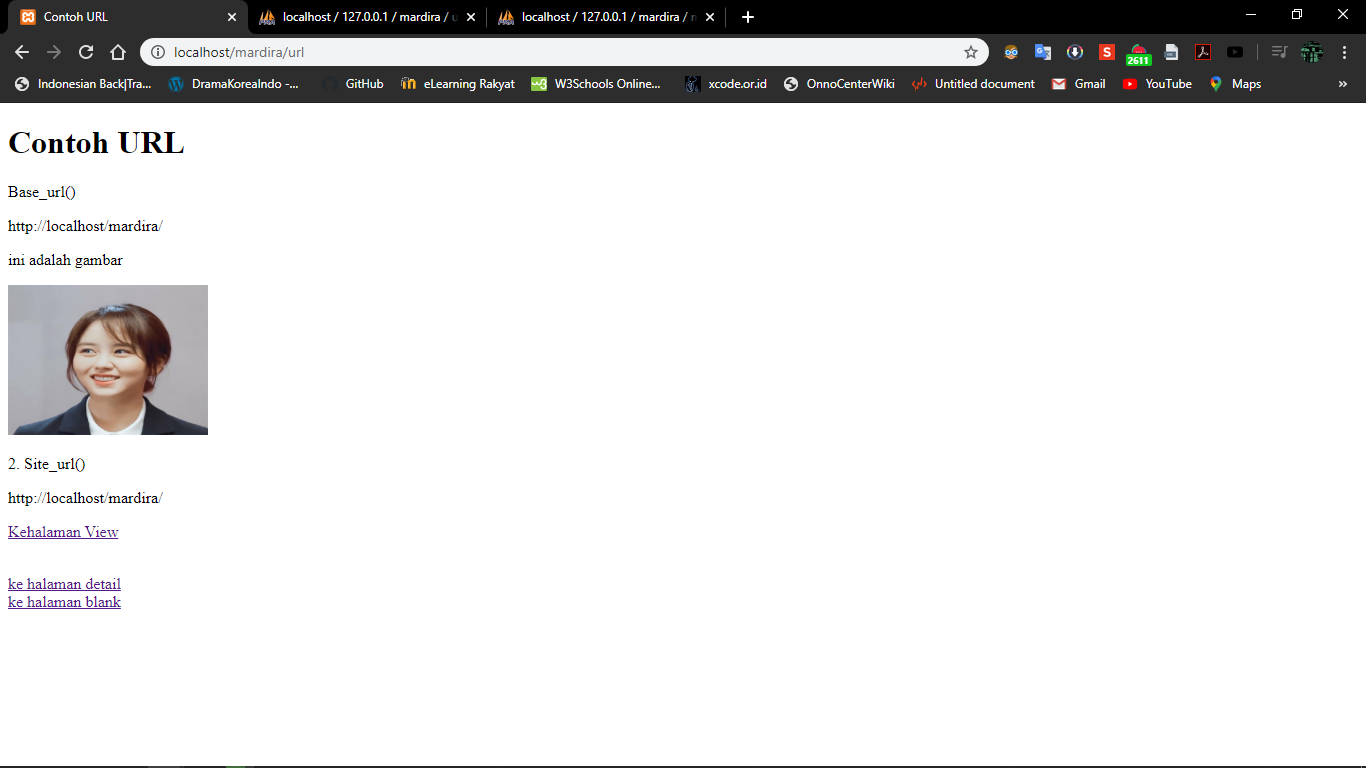 Contoh URL
localhost / 127.0.0.1 / mardira / u
localhost / 127.0.0.1 / mardira / n
localhost/mardira/url
S
2611
Indonesian Back|Tra...
DramaKoreaIndo -...
GitHub
eLearning Rakyat
W3Schools Online...
xcode.or.id
OnnoCenterWiki
Untitled document
Gmail
YouTube
Maps
»
Contoh URL
Base_url()
http://localhost/mardira/
ini adalah gambar
2. Site_url()
http://localhost/mardira/
Kehalaman View
ke halaman detail
ke halaman blank